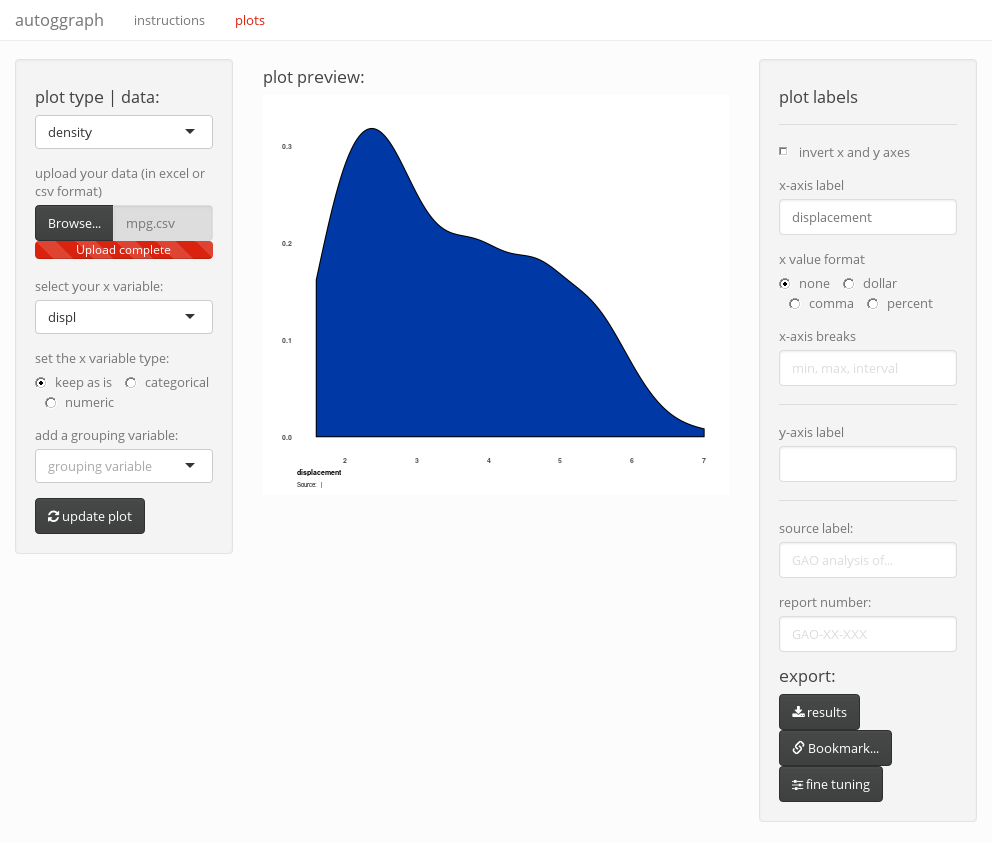 autoggraph instructions plots
plot type | data:
density
upload your data (in excel or
csv format)
Browse... mpg.csv
Upload complete
select your x variable:
displ
set the x variable type:
keep as is categorical
numeric
add a grouping variable:
grouping variable
update plot
plot preview:
0.3
0.2
0.1
0.0
2 3 4 5 6 7
displacement
Source: |
plot labels
invert x and y axes
x-axis label
displacement
x value format
none dollar
comma percent
x-axis breaks
min, max, interval
y-axis label
source label:
GAO analysis of...
report number:
GAO-XX-XXX
export:
results
Bookmark...
fine tuning